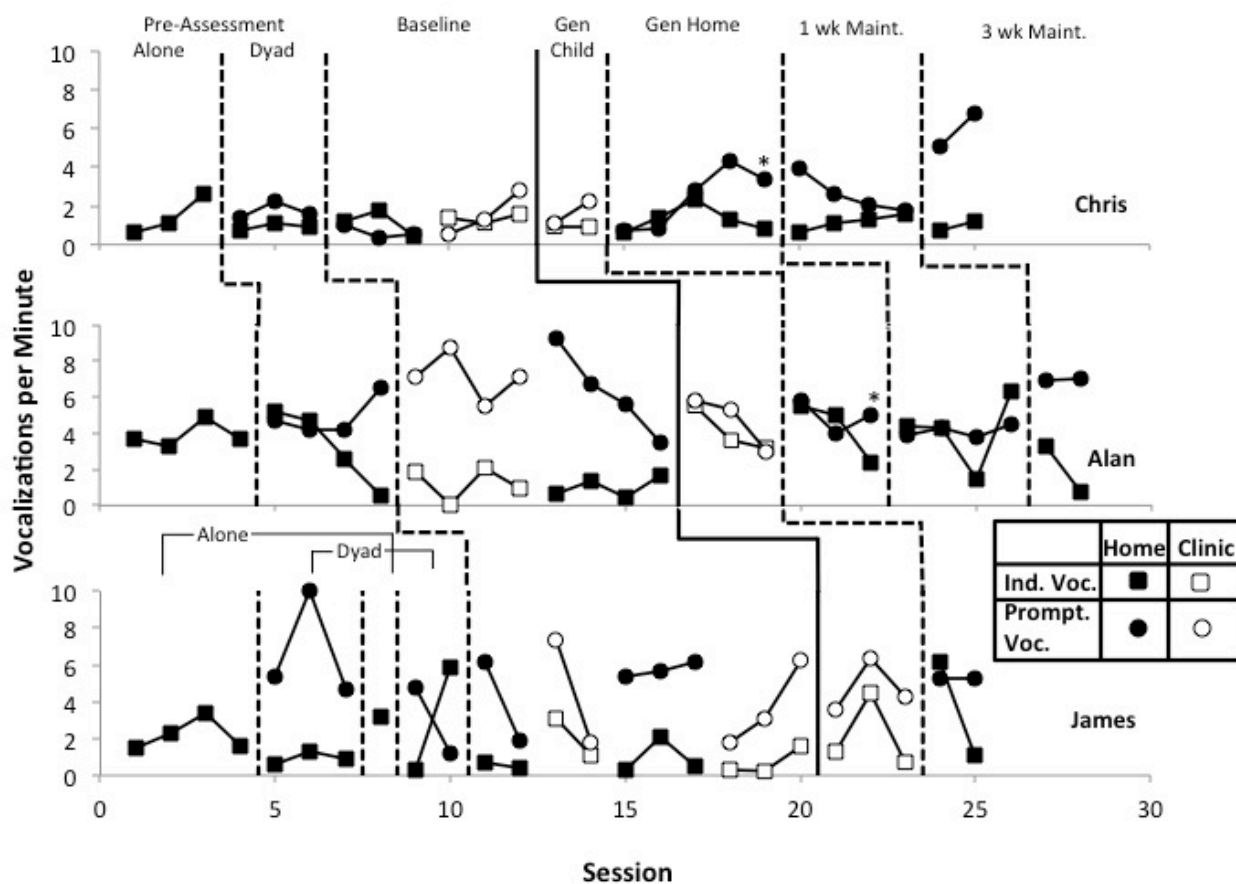 Pre-Assessment
Alone Dyad
Baseline
Gen
Child
Gen Home
1 wk Maint.
3 wk Maint.
Vocalizations per Minute
10
8
6
4
2
0
*
Chris
10
8
6
4
2
0
*
Alan
Alone
Dyad
10
8
6
4
2
0
James
Home Clinic
Ind. Voc.
Prompt.
Voc.
0 5 10 15 20 25 30
Session